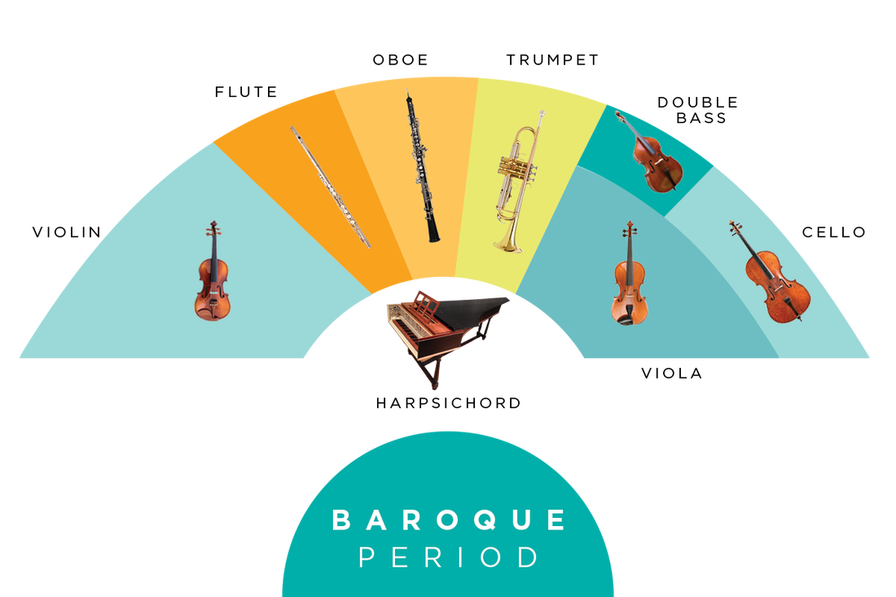 OBOE
TRUMPET
FLUTE
DOUBLE
BASS
VIOLIN
CELLO
VIOLA
HARPSICHORD
BAROQUE
PERIOD